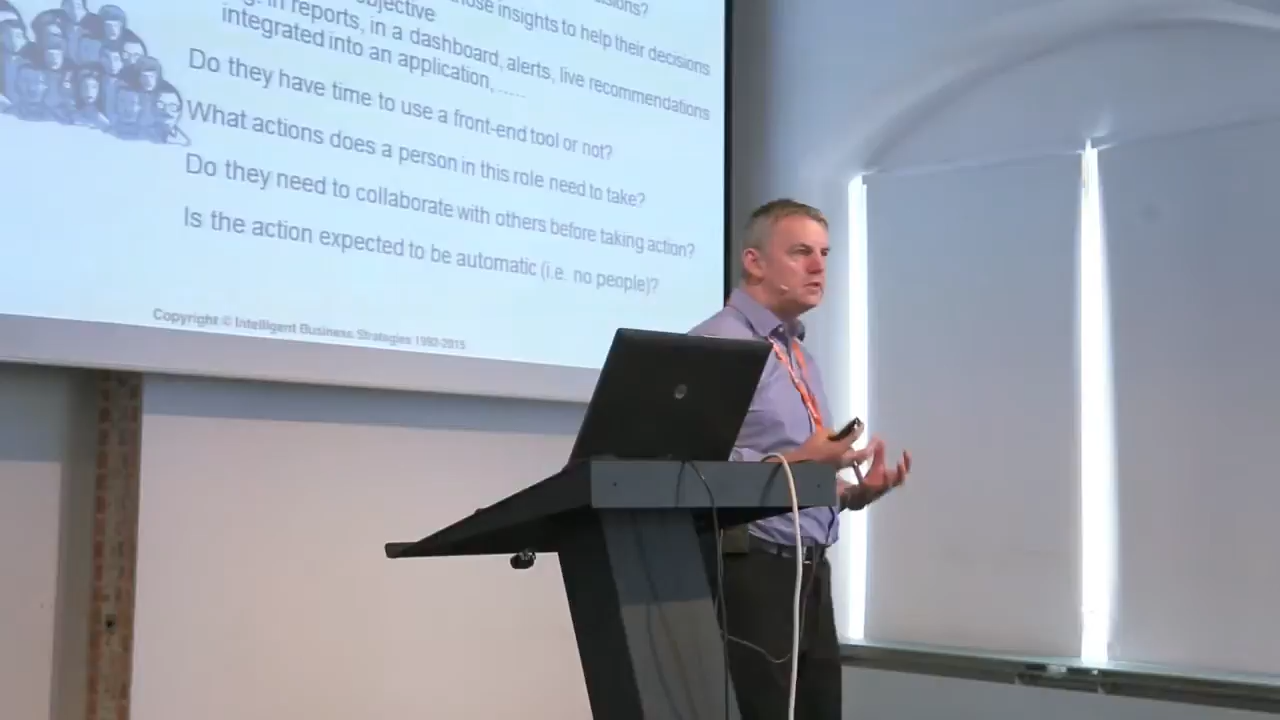 sions?
those insights to help their decisions
objective
in reports, in a dashboard, alerts, live recommendations
integrated into an application, .....
Do they have time to use a front-end tool or not?
What actions does a person in this role need to take?
Do they need to collaborate with others before taking action?
Is the action expected to be automatic (i.e. no people)?
Copyright © Intelligent Business Strategies 1992-2015
hp